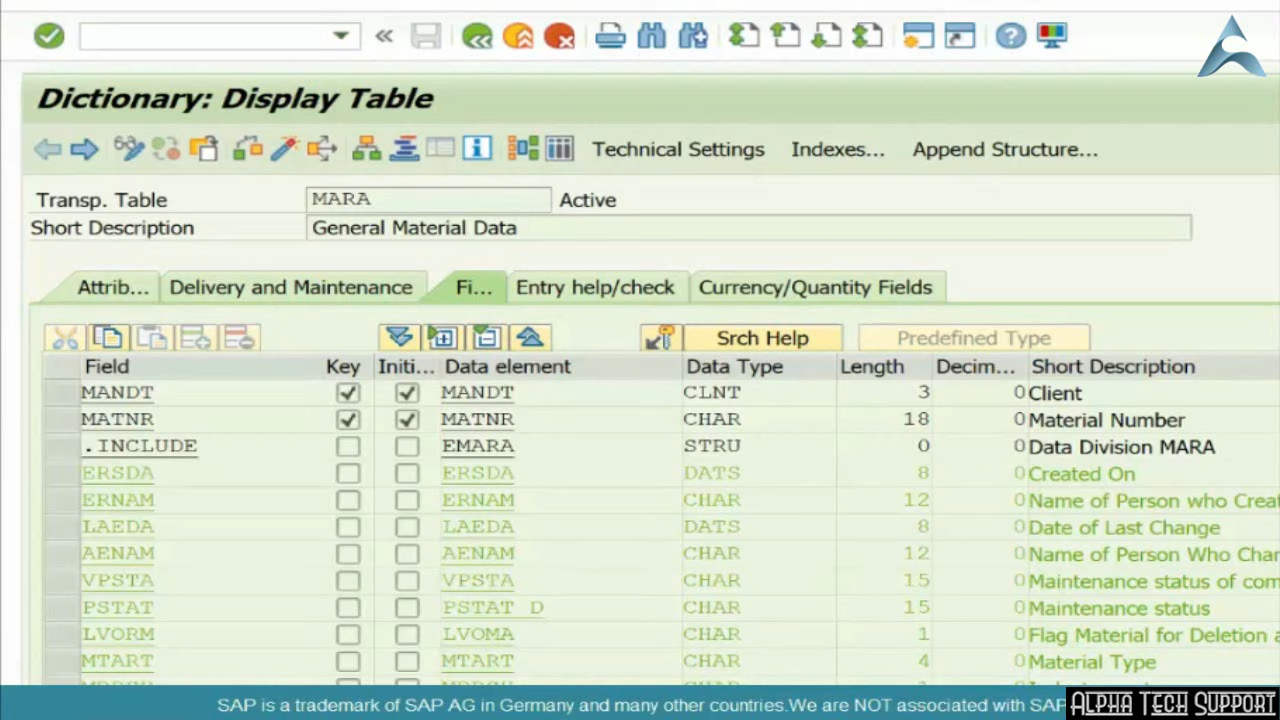 Dictionary: Display Table
Technical Settings Indexes... Append Structure...
Transp. Table MARA Active
Short Description General Material Data
Attrib... Delivery and Maintenance Fi... Entry help/check Currency/Quantity Fields
Srch Help Predefined Type
Field Key Initi... Data element Data Type Length Decim... Short Description
MANDT MANDT CLNT 3 0 Client
MATNR MATNR CHAR 18 0 Material Number
.INCLUDE EMARA STRU 0 0 Data Division MARA
ERSDA ERSDA DATS 8 0 Created On
ERNAM ERNAM CHAR 12 0 Name of Person who Creat
LAEDA LAEDA DATS 8 0 Date of Last Change
AENAM AENAM CHAR 12 0 Name of Person Who Char
VPSTA VPSTA CHAR 15 0 Maintenance status of com
PSTAT PSTAT_D CHAR 15 0 Maintenance status
LVORM LVOMA CHAR 1 0 Flag Material for Deletion a
MTART MTART CHAR 4 0 Material Type
SAP is a trademark of SAP AG in Germany and many other countries.We are NOT associated with SAP
Alpha Tech Support